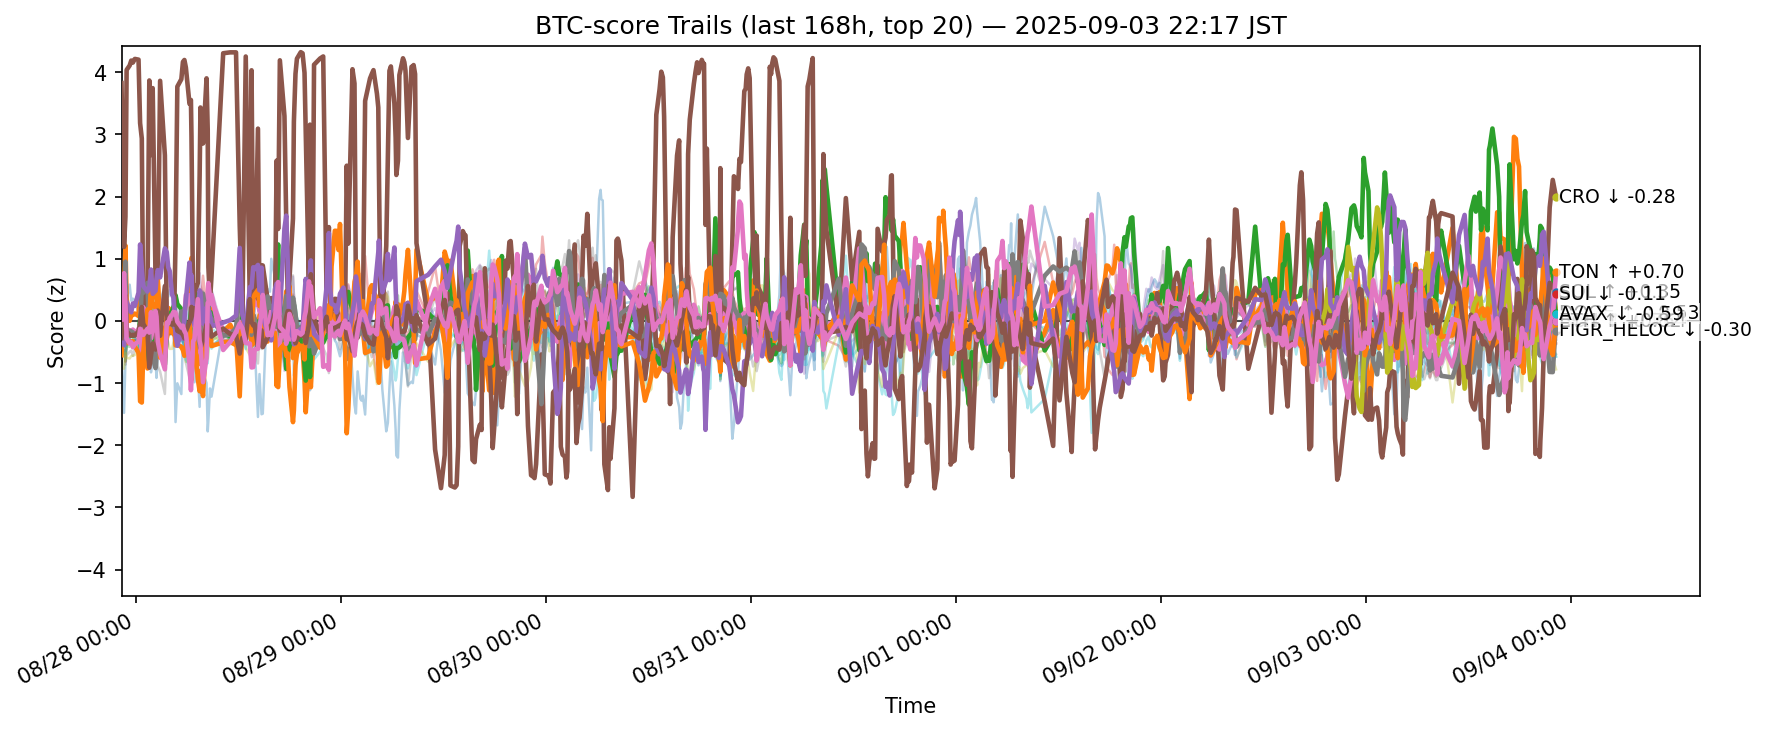 BTC-score Trails (last 168h, top 20) — 2025-09-03 22:17 JST
4
3
2
1
0
−1
−2
−3
−4
Score (z)
CRO ↓ -0.28
TON ↑ +0.70
SUI ↓ -0.11
AVAX ↓ -0.59
FIGR_HELOC ↓ -0.30
08/28 00:00
08/29 00:00
08/30 00:00
08/31 00:00
09/01 00:00
09/02 00:00
09/03 00:00
09/04 00:00
Time